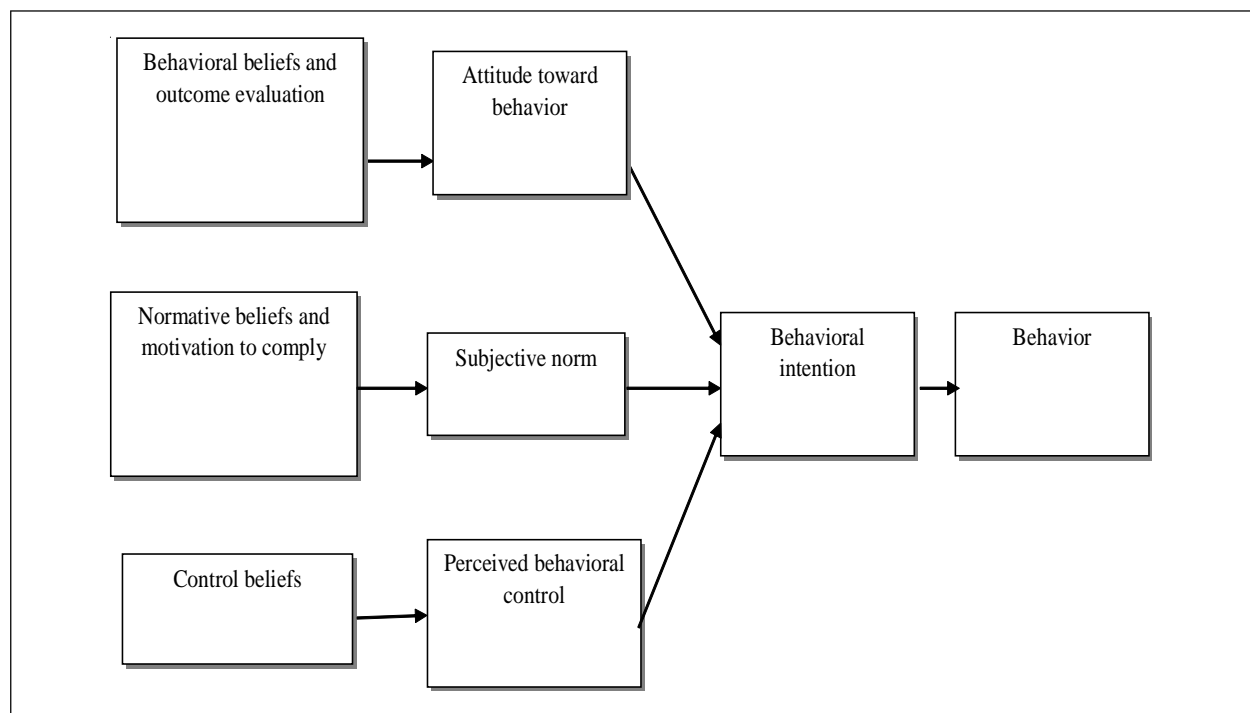 Behavioral beliefs and
outcome evaluation
Attitude toward
behavior
Normative beliefs and
motivation to comply
Subjective norm
Behavioral
intention
Behavior
Control beliefs
Perceived behavioral
control